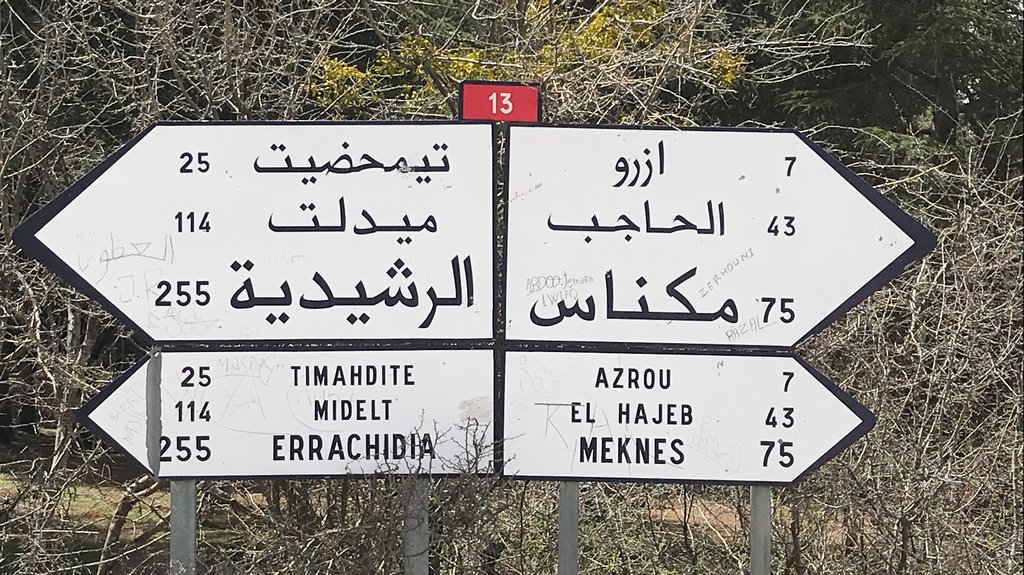 13
25 تيمحضيت
114 ميدلت
255 الرشيدية
ازرو 7
الحاجب 43
مكناس 75
25 TIMAHDITE
114 MIDELT
255 ERRACHIDIA
AZROU 7
EL HAJEB 43
MEKNES 75
ZERHOUNI